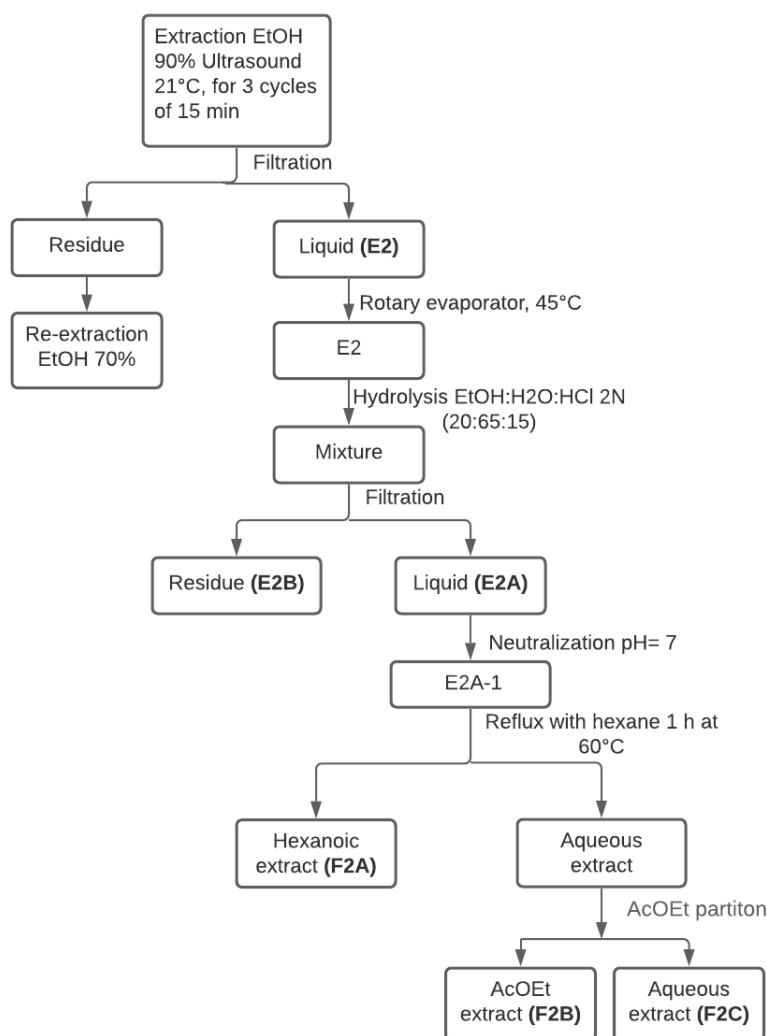 Extraction EtOH
90% Ultrasound
21°C, for 3 cycles
of 15 min
Filtration
Residue
Liquid (E2)
Rotary evaporator, 45°C
Re-extraction
EtOH 70%
E2
Hydrolysis EtOH:H2O:HCl 2N
(20:65:15)
Mixture
Filtration
Residue (E2B)
Liquid (E2A)
Neutralization pH= 7
E2A-1
Reflux with hexane 1 h at
60°C
Hexanoic
extract (F2A)
Aqueous
extract
AcOEt partiton
AcOEt
extract (F2B)
Aqueous
extract (F2C)